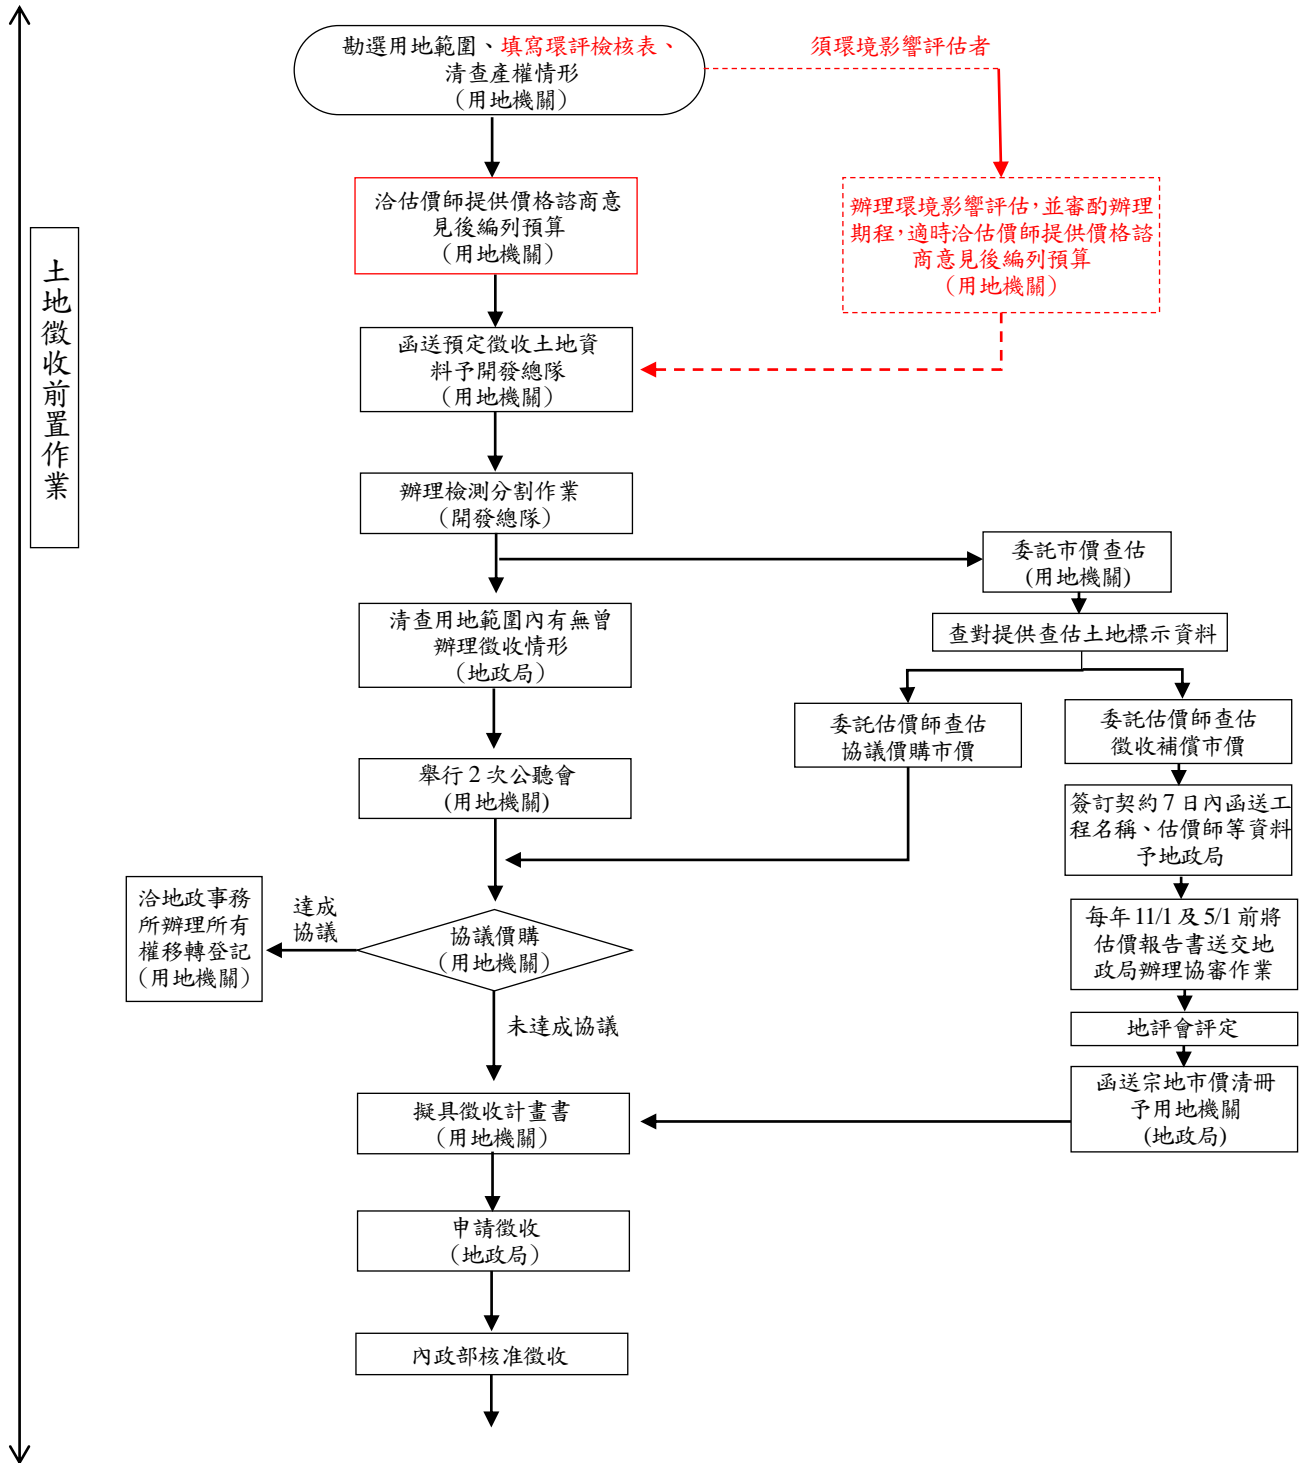 土地徵收前置作業
勘選用地範圍、填寫環評檢核表、
清查產權情形
（用地機關）
須環境影響評估者
洽估價師提供價格諮商意
見後編列預算
（用地機關）
辦理環境影響評估，並審酌辦理
期程，適時洽估價師提供價格諮
商意見後編列預算
（用地機關）
函送預定徵收土地資
料予開發總隊
（用地機關）
辦理檢測分割作業
（開發總隊）
委託市價查估
(用地機關)
查對提供查估土地標示資料
清查用地範圍內有無曾
辦理徵收情形
（地政局）
委託估價師查估
協議價購市價
委託估價師查估
徵收補償市價
舉行 2 次公聽會
(用地機關)
簽訂契約 7 日內函送工
程名稱、估價師等資料
予地政局
洽地政事務
所辦理所有
權移轉登記
（用地機關）
達成
協議
協議價購
（用地機關）
每年 11/1 及 5/1 前將
估價報告書送交地
政局辦理協審作業
未達成協議
地評會評定
擬具徵收計畫書
（用地機關）
函送宗地市價清冊
予用地機關
(地政局)
申請徵收
（地政局）
內政部核准徵收